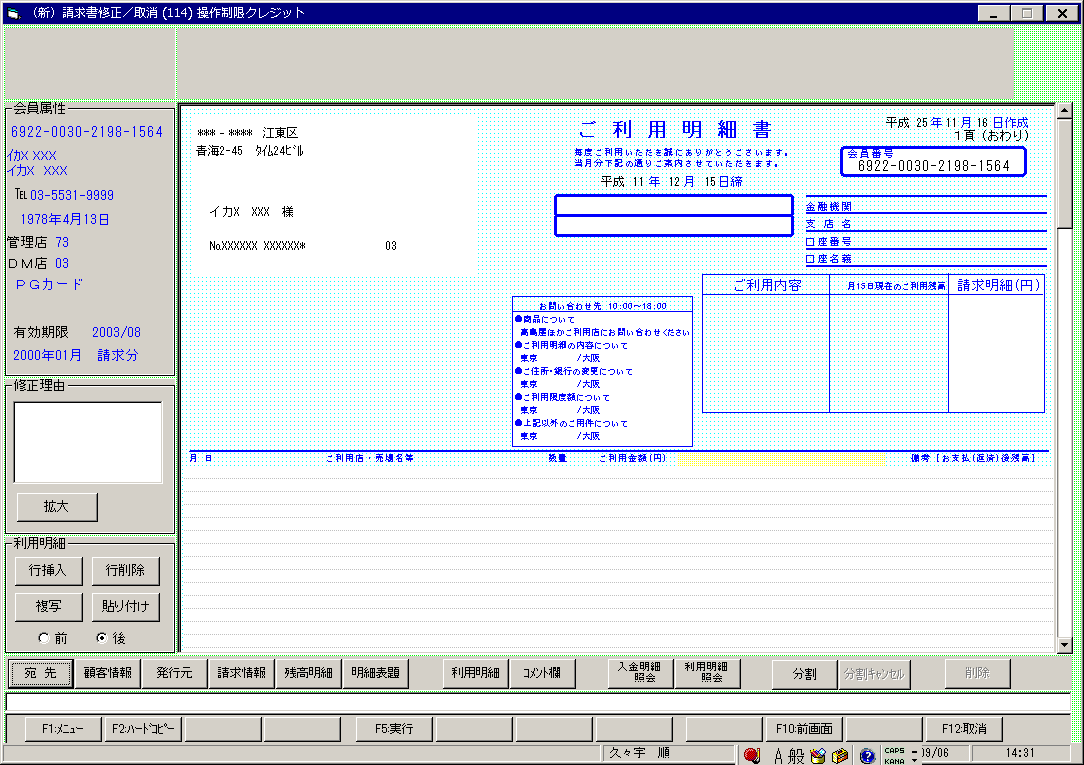 （新）請求書修正／取消 (114) 操作制限クレジット
会員属性
6922-0030-2198-1564
イカX XXX
イカX XXX
℡ 03-5531-9999
1978年4月13日
管理店 73
ＤＭ店 03
ＰＧカード
有効期限 2003/08
2000年01月 請求分
修正理由
拡大
利用明細
行挿入 行削除
複写 貼り付け
前 後
***-**** 江東区
青海2-45 ﾀｲﾑ24ﾋﾞﾙ
イカX XXX 様
№XXXXXX XXXXXX* 03
ご利用明細書
毎度ご利用いただき誠にありがとうございます。
当月分下記の通りご案内させていただきます。
平成 11 年 12 月 15日締
平成 25年11月16日作成
1頁 (おわり)
会員番号
6922-0030-2198-1564
金融機関
支店名
口座番号
口座名義
お問い合わせ先 10:00～18:00
●商品について
高島屋ほかご利用店にお問い合わせください
●ご利用明細の内容について
東京 /大阪
●ご住所･銀行の変更について
東京 /大阪
●ご利用限度額について
東京 /大阪
●上記以外のご用件について
東京 /大阪
ご利用内容 月15日現在のご利用残高 請求明細(円)
月 日 ご利用店・売場名等 数量 ご利用金額(円) 備考 [お支払(返済)後残高]
宛 先 顧客情報 発行元 請求情報 残高明細 明細表題 利用明細 ｺﾒﾝﾄ欄 入金明細照会 利用明細照会 分割 分割ｷｬﾝｾﾙ 削除
F1:ﾒﾆｭｰ F2:ﾊｰﾄﾞｺﾋﾟｰ F5:実行 F10:前画面 F12:取消
久々宇 順 A 般 CAPS KANA 09/06 14:31